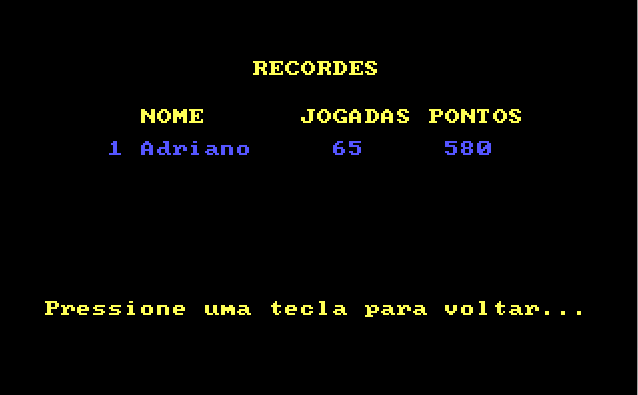 RECORDES
NOME JOGADAS PONTOS
1 Adriano 65 580
Pressione uma tecla para voltar...